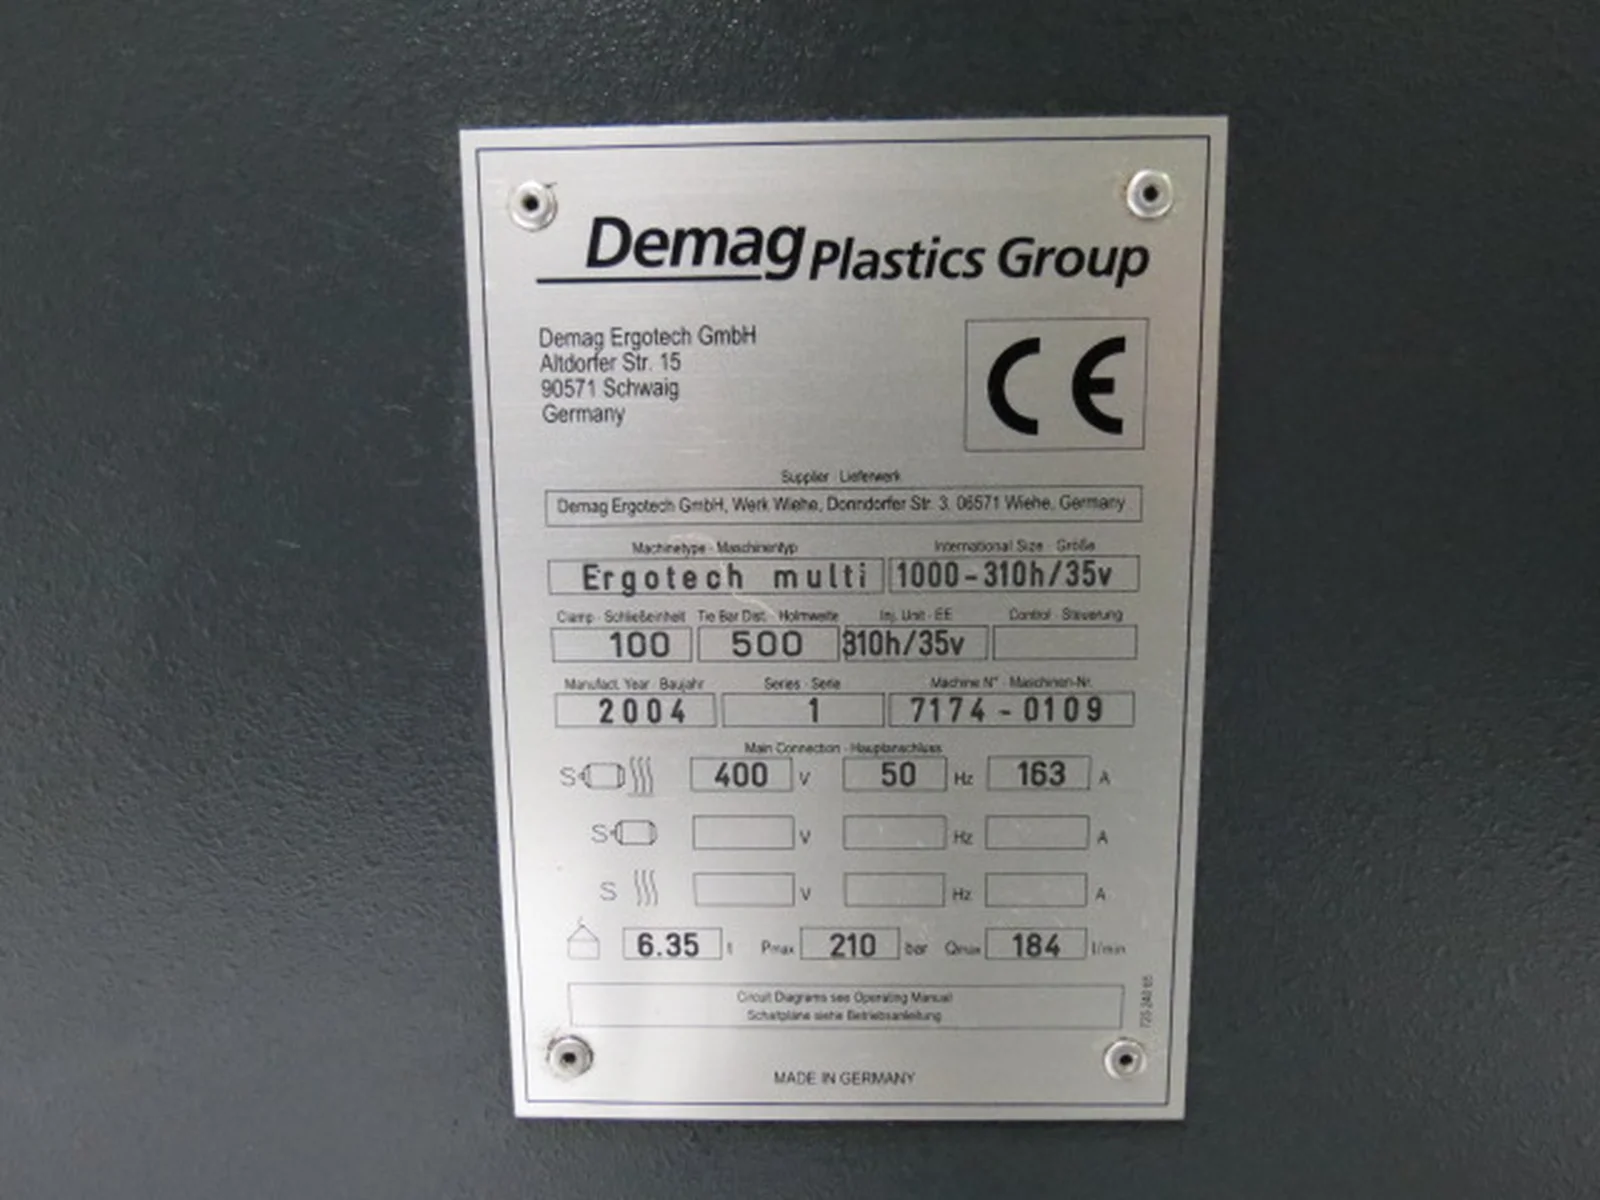 Demag Plastics Group
Demag Ergotech GmbH
Altdorfer Str. 15
90571 Schwaig
Germany
CE
Supplier · Lieferwerk
Demag Ergotech GmbH, Werk Wiehe, Donndorfer Str. 3, 06571 Wiehe, Germany
Machinetype · Maschinentyp International Size · Größe
Ergotech multi 1000-310h/35v
Clamp · Schließeinheit Tie Bar Dist. · Holmweite Inj. Unit · EE Control · Steuerung
100 500 310h/35v
Manufact. Year · Baujahr Series · Serie Machine N° · Maschinen-Nr.
2004 1 7174-0109
Main Connection · Hauptanschluss
S 400 V 50 Hz 163 A
S V Hz A
S V Hz A
6.35 t Pmax 210 bar Qmax 184 l/min
Circuit Diagrams see Operating Manual
Schaltpläne siehe Betriebsanleitung
725 240 65
MADE IN GERMANY